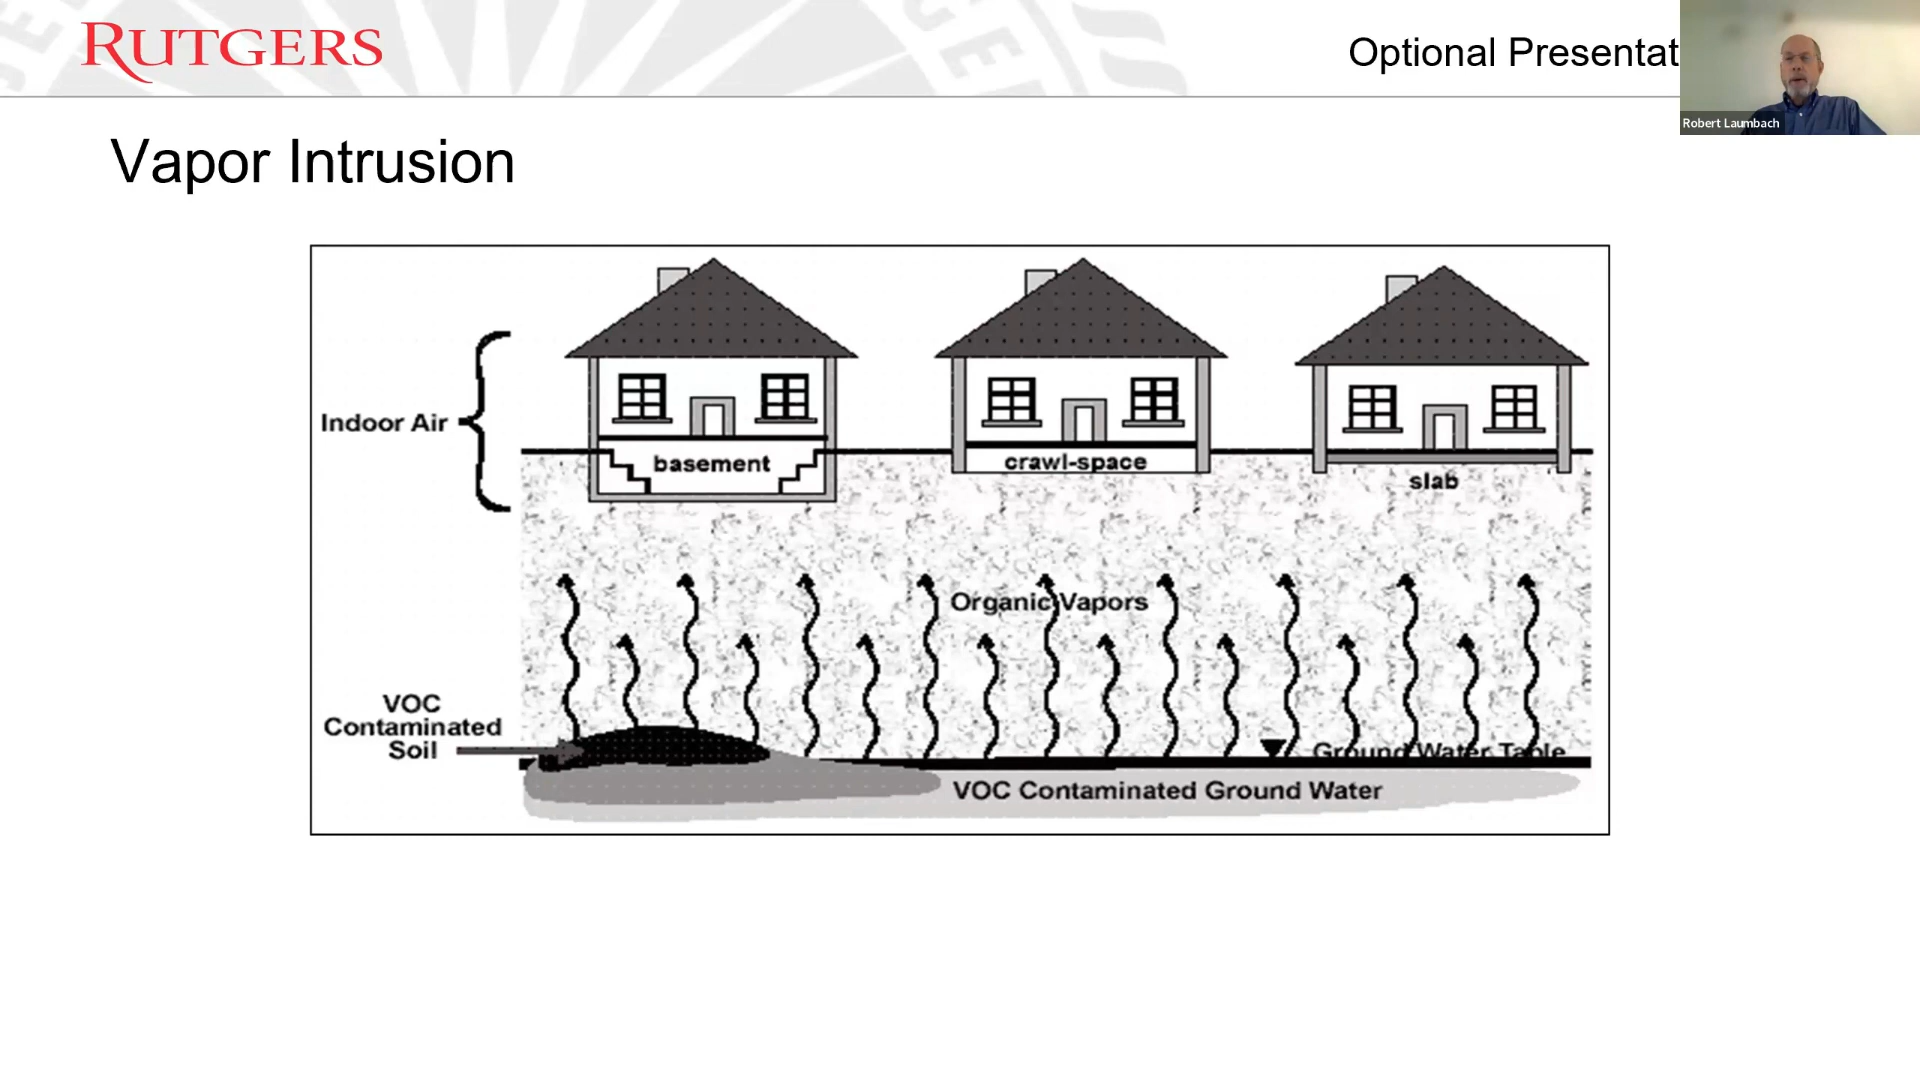 RUTGERS
Optional Presentat
Robert Laumbach
Vapor Intrusion
Indoor Air
basement
crawl-space
slab
Organic Vapors
VOC
Contaminated
Soil
Ground Water Table
VOC Contaminated Ground Water